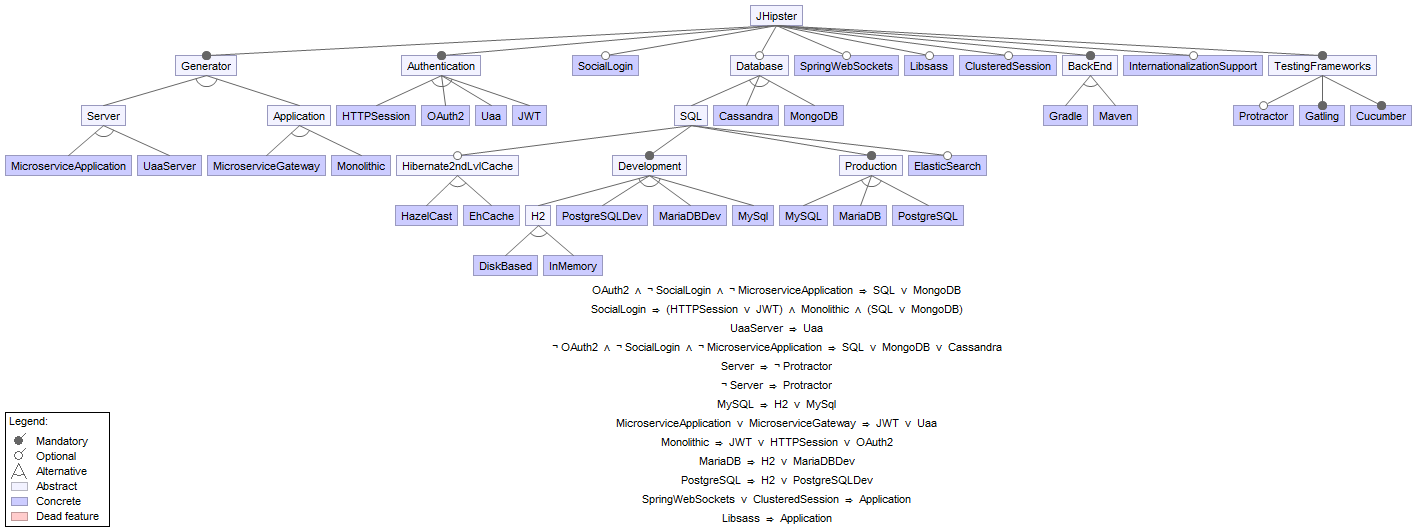 JHipster
Generator
Authentication
SocialLogin
Database
SpringWebSockets
Libsass
ClusteredSession
BackEnd
InternationalizationSupport
TestingFrameworks
Server
Application
HTTPSession
OAuth2
Uaa
JWT
SQL
Cassandra
MongoDB
Gradle
Maven
Protractor
Gatling
Cucumber
MicroserviceApplication
UaaServer
MicroserviceGateway
Monolithic
Hibernate2ndLvlCache
Development
Production
ElasticSearch
HazelCast
EhCache
H2
PostgreSQLDev
MariaDBDev
MySql
MySQL
MariaDB
PostgreSQL
DiskBased
InMemory
OAuth2 ∧ ¬ SocialLogin ∧ ¬ MicroserviceApplication ⇒ SQL ∨ MongoDB
SocialLogin ⇒ (HTTPSession ∨ JWT) ∧ Monolithic ∧ (SQL ∨ MongoDB)
UaaServer ⇒ Uaa
¬ OAuth2 ∧ ¬ SocialLogin ∧ ¬ MicroserviceApplication ⇒ SQL ∨ MongoDB ∨ Cassandra
Server ⇒ ¬ Protractor
¬ Server ⇒ Protractor
MySQL ⇒ H2 ∨ MySql
MicroserviceApplication ∨ MicroserviceGateway ⇒ JWT ∨ Uaa
Monolithic ⇒ JWT ∨ HTTPSession ∨ OAuth2
MariaDB ⇒ H2 ∨ MariaDBDev
PostgreSQL ⇒ H2 ∨ PostgreSQLDev
SpringWebSockets ∨ ClusteredSession ⇒ Application
Libsass ⇒ Application
Legend:
Mandatory
Optional
Alternative
Abstract
Concrete
Dead feature